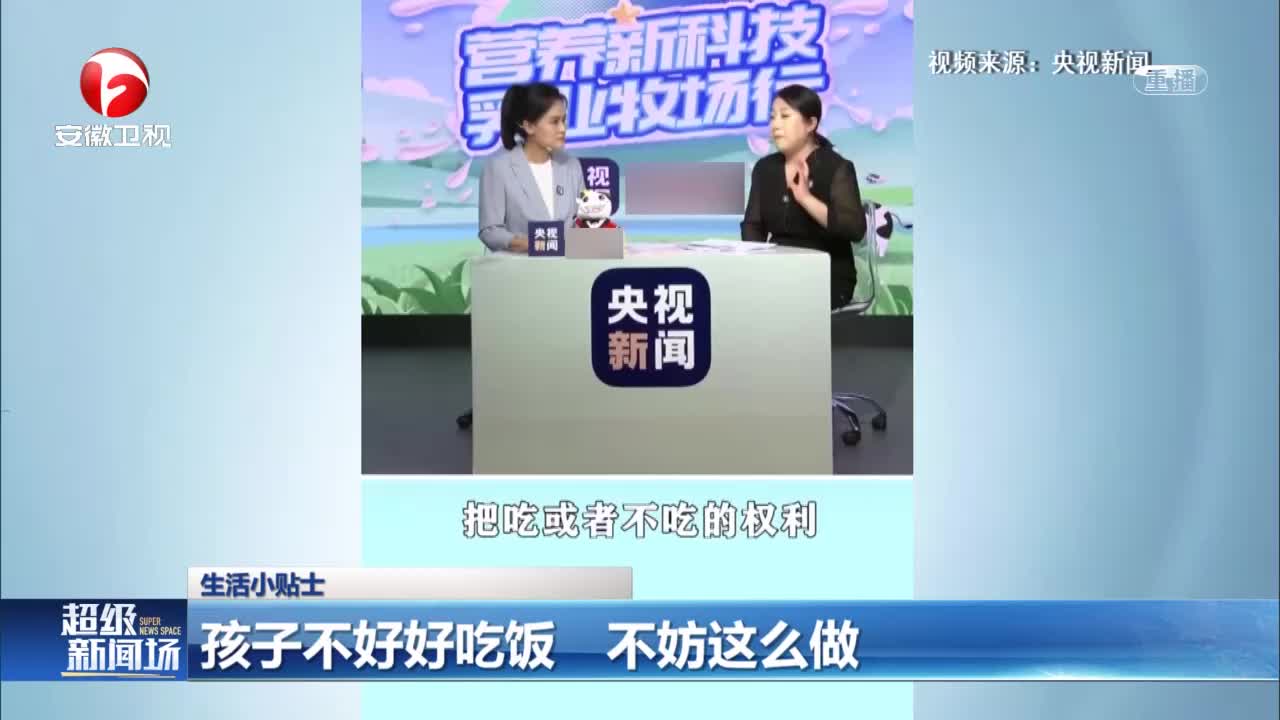 安徽卫视
视频来源：央视新闻
重播
营养新科技
乳业牧场行
视
央视
新闻
央视
新闻
把吃或者不吃的权利
生活小贴士
超级
新闻场
SUPER
NEWS SPACE
孩子不好好吃饭 不妨这么做